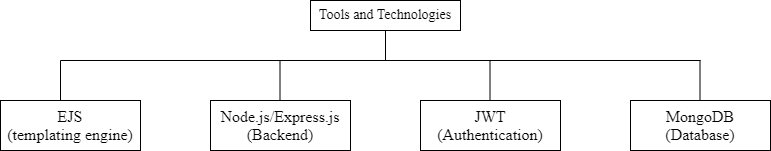 Tools and Technologies
EJS
(templating engine)
Node.js/Express.js
(Backend)
JWT
(Authentication)
MongoDB
(Database)